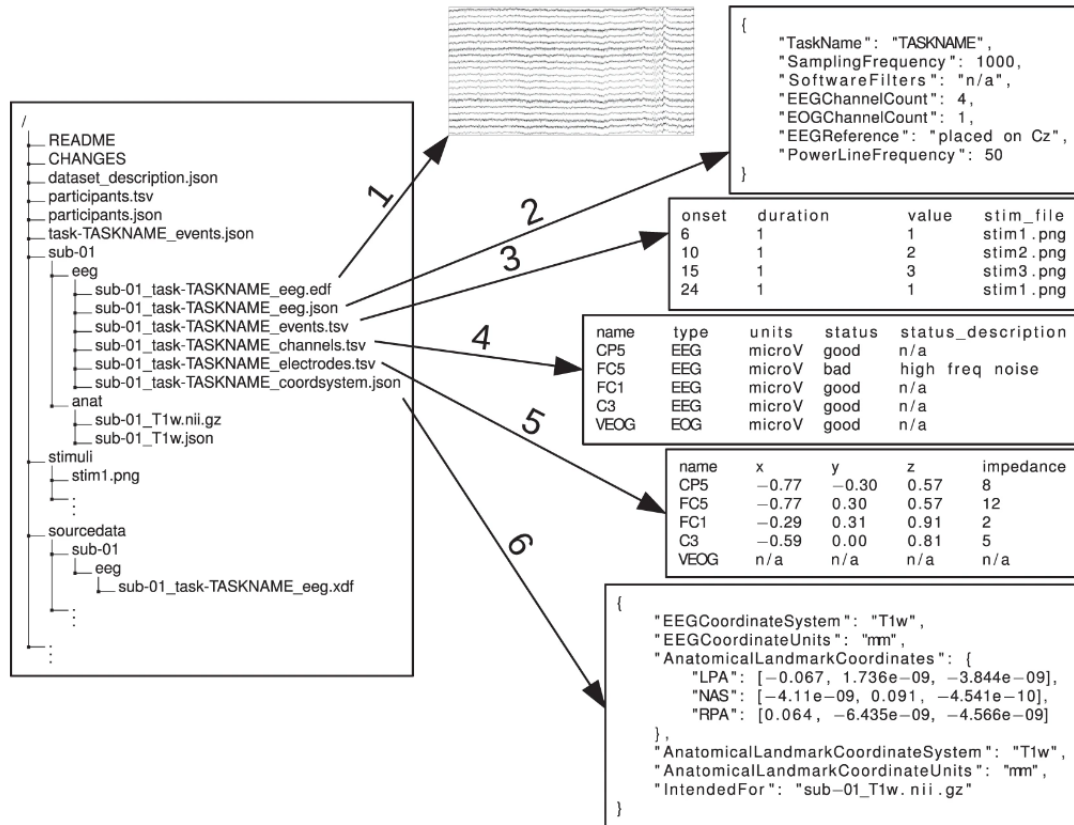 /
README
CHANGES
dataset_description.json
participants.tsv
participants.json
task-TASKNAME_events.json
sub-01
eeg
sub-01_task-TASKNAME_eeg.edf
sub-01_task-TASKNAME_eeg.json
sub-01_task-TASKNAME_events.tsv
sub-01_task-TASKNAME_channels.tsv
sub-01_task-TASKNAME_electrodes.tsv
sub-01_task-TASKNAME_coordsystem.json
anat
sub-01_T1w.nii.gz
sub-01_T1w.json
stimuli
stim1.png
sourcedata
sub-01
eeg
sub-01_task-TASKNAME_eeg.xdf
1
2
3
4
5
6
{
"TaskName": "TASKNAME",
"SamplingFrequency": 1000,
"SoftwareFilters": "n/a",
"EEGChannelCount": 4,
"EOGChannelCount": 1,
"EEGReference": "placed on Cz",
"PowerLineFrequency": 50
}
onset duration value stim_file
6 1 1 stim1.png
10 1 2 stim2.png
15 1 3 stim3.png
24 1 1 stim1.png
name type units status status_description
CP5 EEG microV good n/a
FC5 EEG microV bad high freq noise
FC1 EEG microV good n/a
C3 EEG microV good n/a
VEOG EOG microV good n/a
name x y z impedance
CP5 −0.77 −0.30 0.57 8
FC5 −0.77 0.30 0.57 12
FC1 −0.29 0.31 0.91 2
C3 −0.59 0.00 0.81 5
VEOG n/a n/a n/a n/a
{
"EEGCoordinateSystem": "T1w",
"EEGCoordinateUnits": "mm",
"AnatomicalLandmarkCoordinates": {
"LPA": [−0.067, 1.736e−09, −3.844e−09],
"NAS": [−4.11e−09, 0.091, −4.541e−10],
"RPA": [0.064, −6.435e−09, −4.566e−09]
},
"AnatomicalLandmarkCoordinateSystem": "T1w",
"AnatomicalLandmarkCoordinateUnits": "mm",
"IntendedFor": "sub−01_T1w.nii.gz"
}